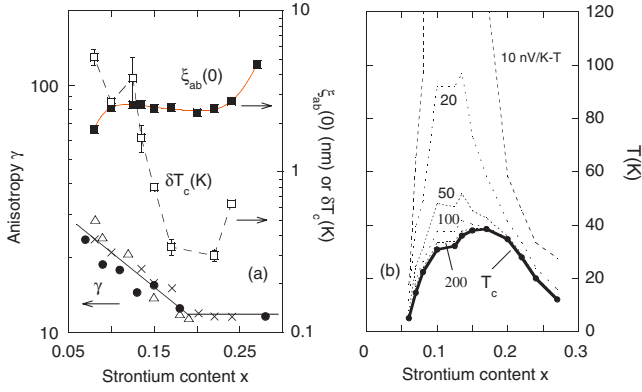 100
10
Anisotropy γ
0.05
0.15
0.25
Strontium content x
ξab(0)
δTc(K)
γ
(a)
10
1
0.1
ξab(0) (nm) or δTc(K)
10 nV/K-T
20
50
100
200
Tc
(b)
0
0.1
0.2
0.3
Strontium content x
120
100
80
60
40
20
0
T(K)